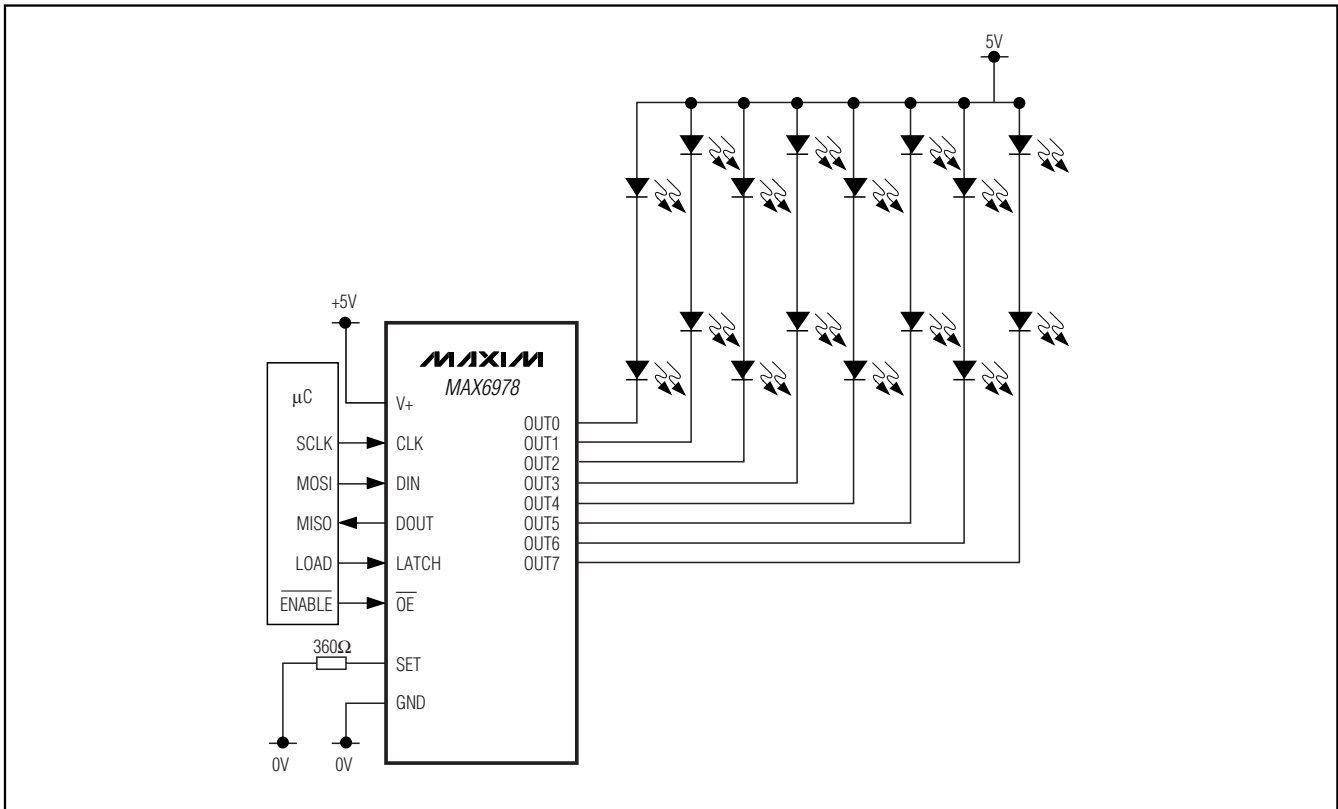 5V
+5V
MAXIM
MAX6978
µC
V+
OUT0
SCLK
CLK
OUT1
OUT2
MOSI
DIN
OUT3
OUT4
MISO
DOUT
OUT5
OUT6
LOAD
LATCH
OUT7
ENABLE
OE
360Ω
SET
GND
0V
0V